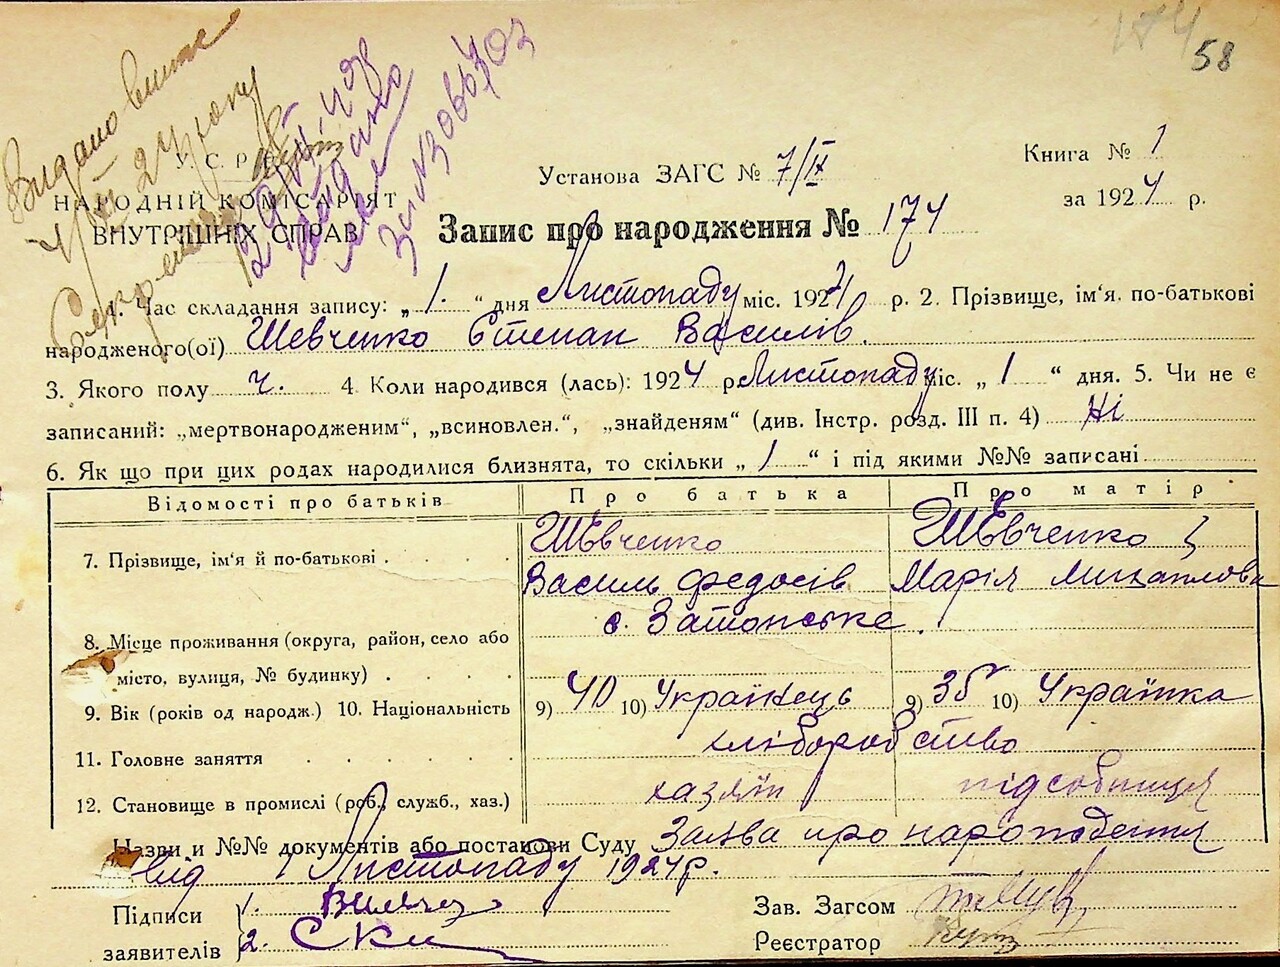 174
58
Видано витяг
У. С. Р. Р.
НАРОДНІЙ КОМІСАРІЯТ
ВНУТРІШНІХ СПРАВ
Установа ЗАГС № 7/ІХ
Книга № 1
за 1924 р.
Запис про народження № 174
1. Час складання запису: „ 1. “ дня Листопаду міс. 1924 р. 2. Прізвище, ім'я, по-батькові
народженого(ої) Шевченко Степан Василів.
3. Якого полу ч. 4. Коли народився (лась): 1924 р. Листопаду міс. „ 1 “ дня. 5. Чи не є
записаний: „мертвонародженим“, „всиновлен.“, „знайденям“ (див. Інстр. розд. III п. 4) Ні
6. Як що при цих родах народилися близнята, то скільки „ 1 “ і під якими №№ записані
Відомості про батьків Про батька Про матір
7. Прізвище, ім'я й по-батькові Шевченко Шевченко
Василь Федосів Марія Михайлова
с. Затонське.
8. Місце проживання (округа, район, село або
місто, вулиця, № будинку)
9. Вік (років од народж.) 10. Національність 9) 40 10) Українець 9) 35 10) Українка
11. Головне заняття хліборобство
12. Становище в промислі (роб., служб., хаз.) хазяїн підсобниця
Назви и №№ документів або постанови Суду Заява про народження
від 1 Листопаду 1924 р.
Підписи
заявителів
1.
2.
Зав. Загсом
Реєстратор